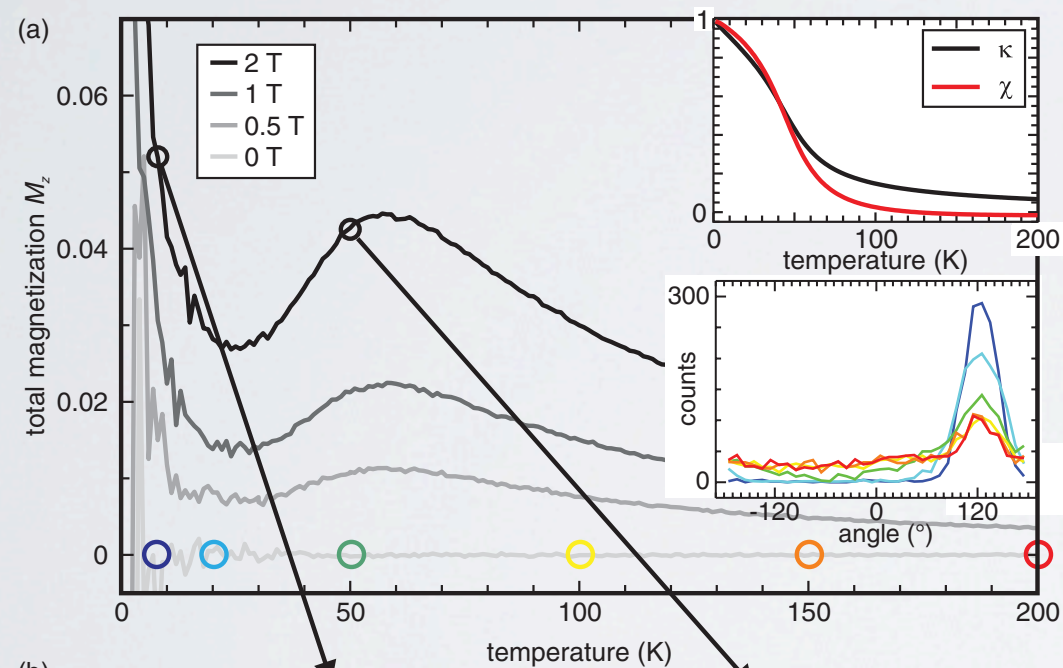 (a)
total magnetization Mz
0.06
0.04
0.02
0
0
50
100
150
200
temperature (K)
2 T
1 T
0.5 T
0 T
1
0
0
100
200
temperature (K)
κ
χ
300
0
counts
-120
0
120
angle (°)
(b)